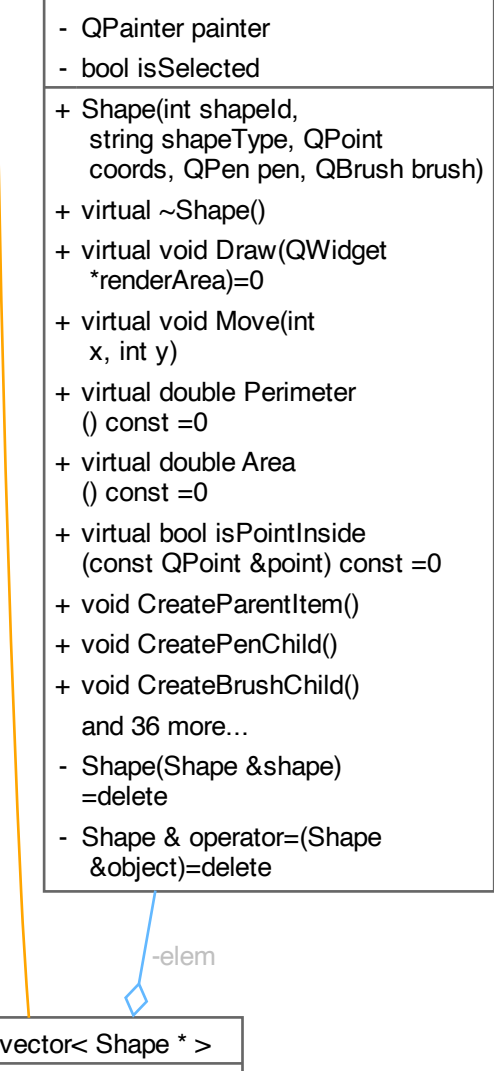 - QPainter painter
- bool isSelected
+ Shape(int shapeId,
string shapeType, QPoint
coords, QPen pen, QBrush brush)
+ virtual ~Shape()
+ virtual void Draw(QWidget
*renderArea)=0
+ virtual void Move(int
x, int y)
+ virtual double Perimeter
() const =0
+ virtual double Area
() const =0
+ virtual bool isPointInside
(const QPoint &point) const =0
+ void CreateParentItem()
+ void CreatePenChild()
+ void CreateBrushChild()
and 36 more...
- Shape(Shape &shape)
=delete
- Shape & operator=(Shape
&object)=delete
-elem
vector< Shape * >